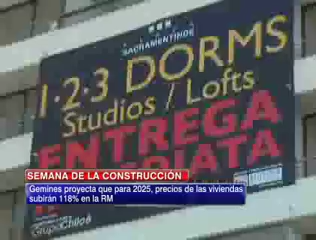 SACRAMENTINOS
1·2·3 DORMS
Studios / Lofts
ENTREGA
SEMANA DE LA CONSTRUCCIÓN
Gemines proyecta que para 2025, precios de las viviendas
subirán 118% en la RM